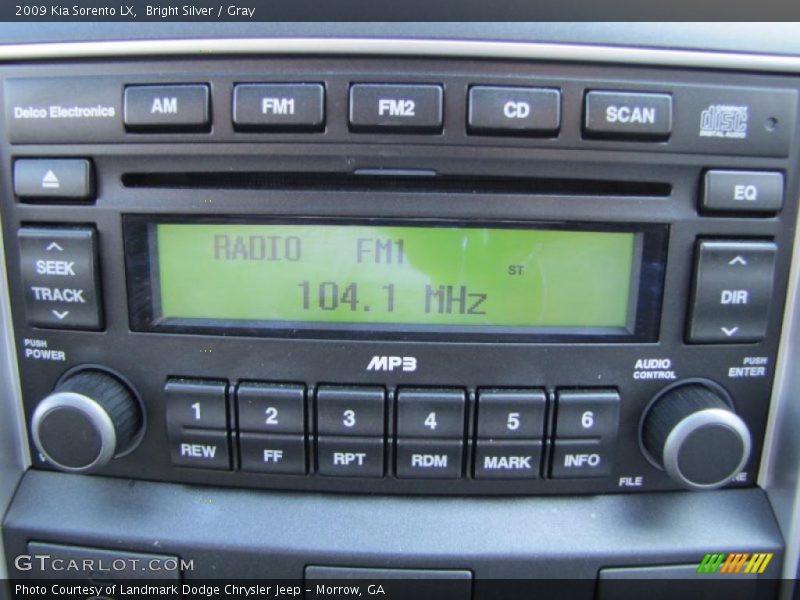 2009 Kia Sorento LX, Bright Silver / Gray
Delco Electronics
AM
FM1
FM2
CD
SCAN
COMPACT
disc
DIGITAL AUDIO
EQ
SEEK
TRACK
RADIO FM1
ST
104.1 MHz
DIR
PUSH
POWER
MP3
AUDIO
CONTROL
PUSH
ENTER
1
2
3
4
5
6
REW
FF
RPT
RDM
MARK
INFO
FILE
GTCARLOT.COM
Photo Courtesy of Landmark Dodge Chrysler Jeep - Morrow, GA